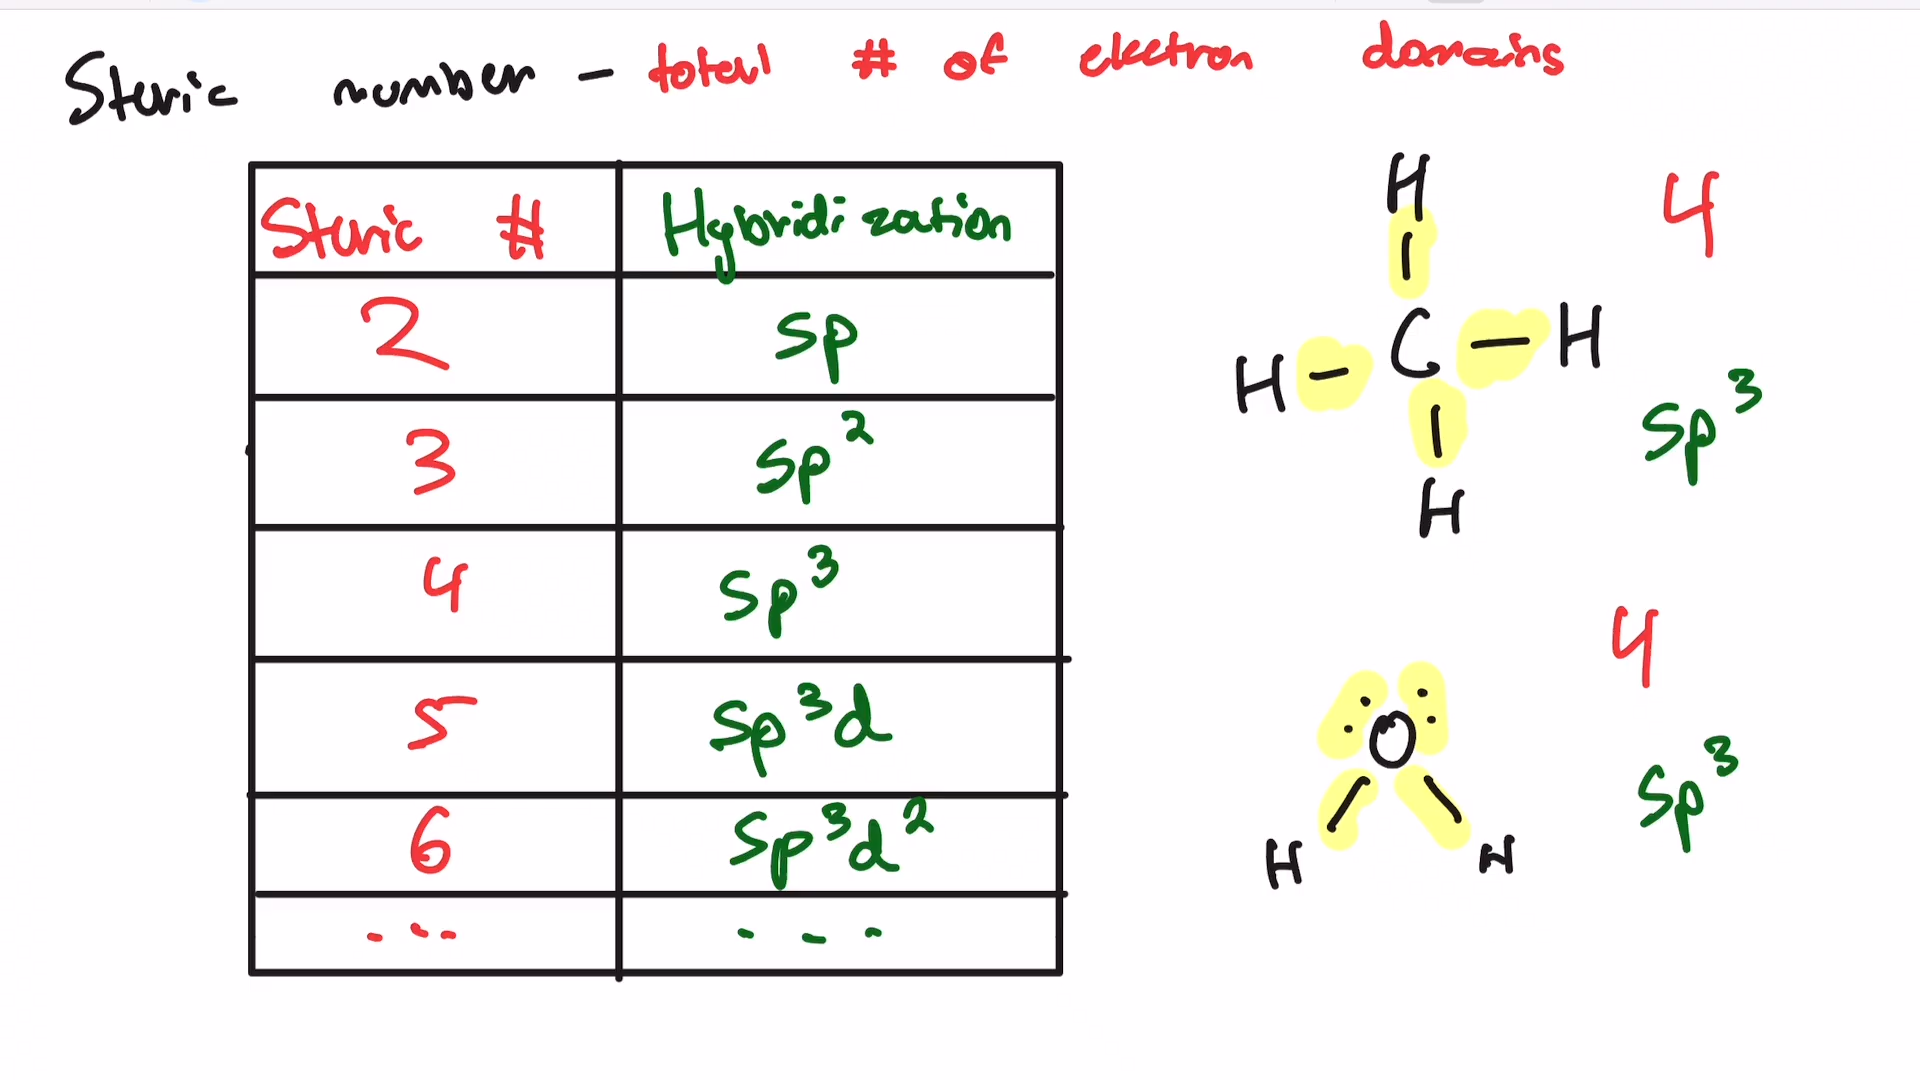 Steric number - total # of electron domains
Steric # Hybridization
2 sp
3 sp²
4 sp³
5 sp³d
6 sp³d²
... ...
H 4
H - C - H
sp³
H
4
:O:
sp³
H H